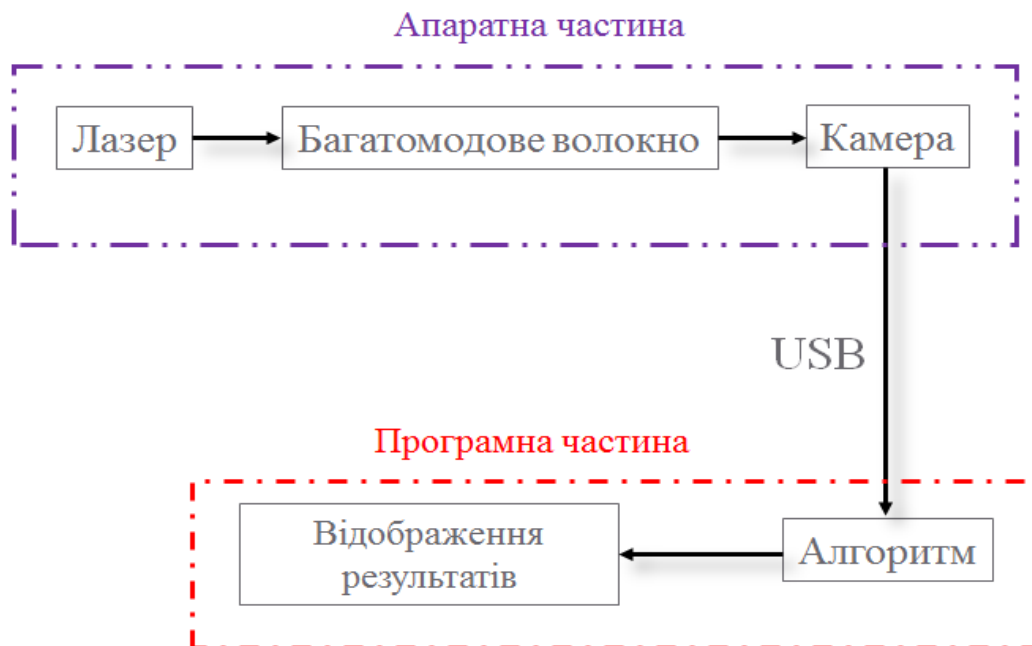 Апаратна частина
Лазер
Багатомодове волокно
Камера
USB
Програмна частина
Відображення
результатів
Алгоритм